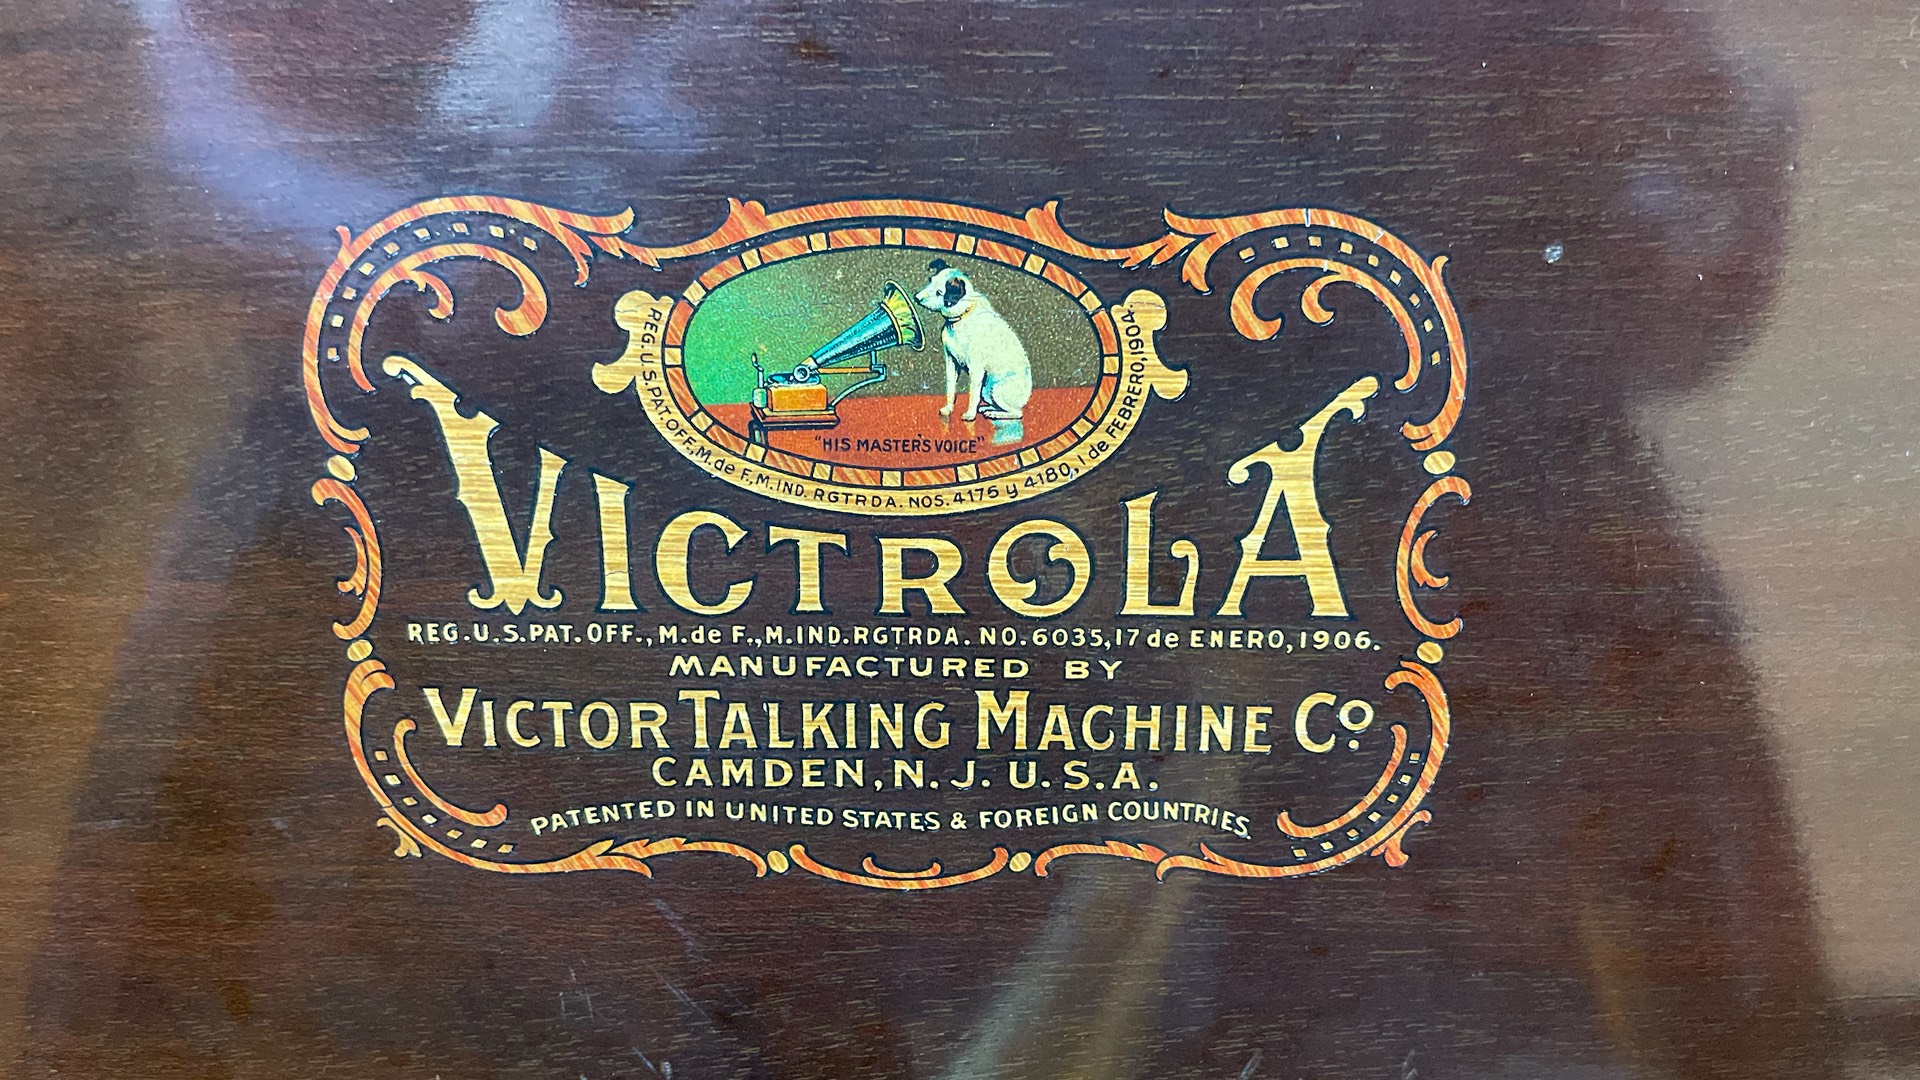 "HIS MASTER'S VOICE"
REG.U.S.PAT.OFF.,M.de F.,M.IND. RGTRDA. NOS. 4175 y 4180, 1 de FEBRERO, 1904.
VICTROLA
REG.U.S.PAT.OFF., M.de F.,M.IND.RGTRDA. NO.6035,17 de ENERO,1906.
MANUFACTURED BY
VICTOR TALKING MACHINE Co.
CAMDEN, N. J. U.S.A.
PATENTED IN UNITED STATES & FOREIGN COUNTRIES.